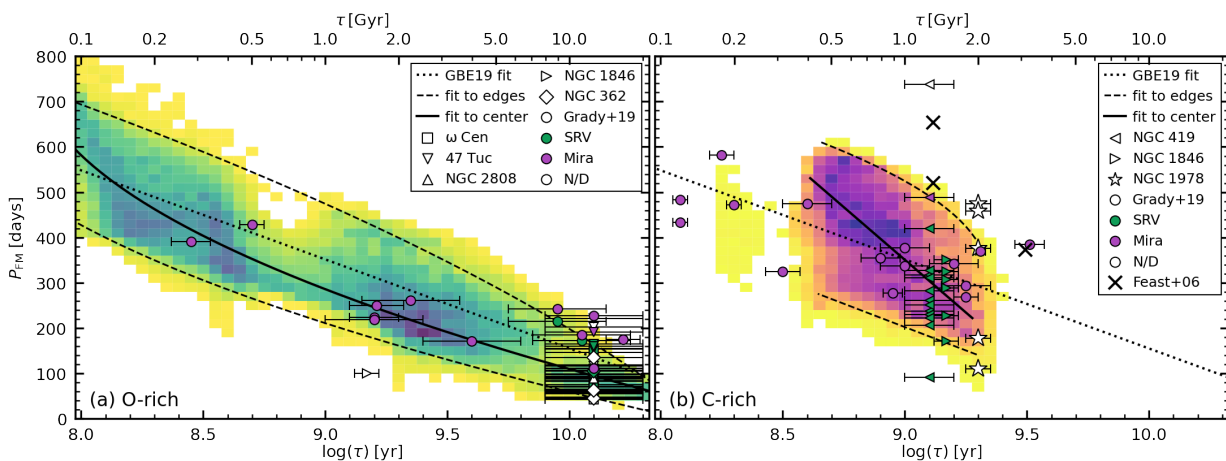 τ [Gyr]
0.1 0.2 0.5 1.0 2.0 5.0 10.0
800
700
600
500
400
300
200
100
0
P_FM [days]
GBE19 fit
fit to edges
fit to center
ω Cen
47 Tuc
NGC 2808
NGC 1846
NGC 362
Grady+19
SRV
Mira
N/D
(a) O-rich
8.0 8.5 9.0 9.5 10.0
log(τ) [yr]
τ [Gyr]
0.1 0.2 0.5 1.0 2.0 5.0 10.0
GBE19 fit
fit to edges
fit to center
NGC 419
NGC 1846
NGC 1978
Grady+19
SRV
Mira
N/D
Feast+06
(b) C-rich
8.0 8.5 9.0 9.5 10.0
log(τ) [yr]